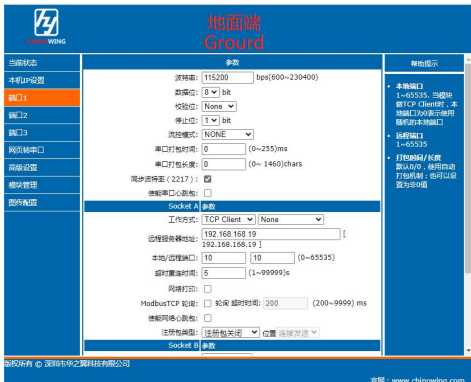 WING
地面端
Grourd
当前状态
本机IP设置
端口1
端口2
端口3
网页转串口
高级设置
模块管理
图传配置
参数
波特率: 115200 bps(600~230400)
数据位: 8 bit
校验位: None
停止位: 1 bit
流控模式: NONE
串口打包时间: 0 (0~255)ms
串口打包长度: 0 (0~ 1460)chars
同步波特率 (2217) :
使能串口心跳包:
Socket A 参数
工作方式: TCP Client None
远程服务器地址: 192.168.168.19 [
192.168.168.19 ]
本地/远程端口: 10 10 (0~65535)
超时重连时间: 5 (1~99999)s
网络打印:
ModbusTCP 轮询: 轮询 超时时间: 200 (200~9999) ms
使能网络心跳包:
注册包类型: 注册包关闭 位置 连接发送
Socket B 参数
帮助提示
• 本地端口
1~65535. 当模块
做TCP Client时, 本
地端口为0表示使用
随机的本地端口
• 远程端口
1~65535
• 打包时间/长度
默认0/0, 使用自动
打包机制; 也可以设
置为非0值
版权所有 © 深圳市华之翼科技有限公司
官网 : www.chinowing.com